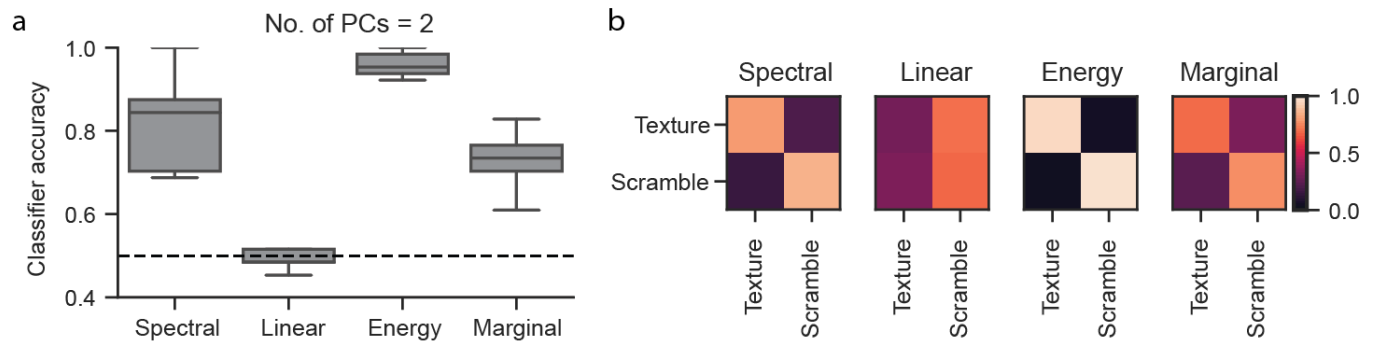 a
No. of PCs = 2
Classifier accuracy
1.0
0.8
0.6
0.4
Spectral Linear Energy Marginal
b
Spectral Linear Energy Marginal
Texture
Scramble
Texture Scramble Texture Scramble Texture Scramble Texture Scramble
1.0
0.5
0.0